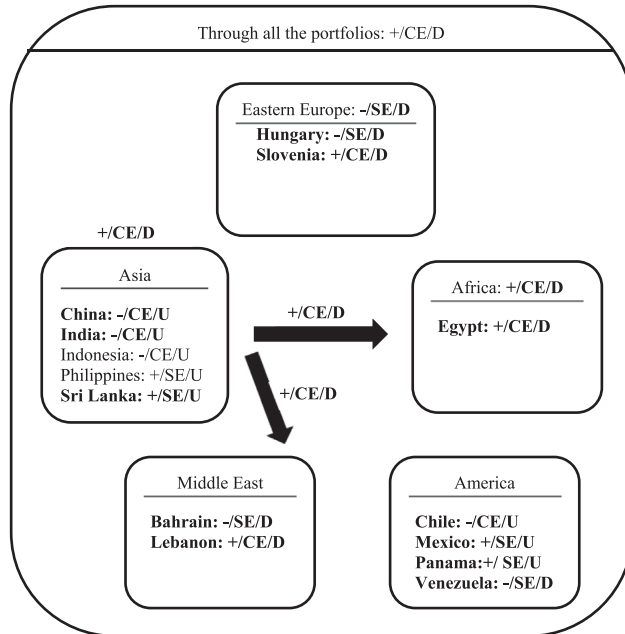 Through all the portfolios: +/CE/D
Eastern Europe: -/SE/D
Hungary: -/SE/D
Slovenia: +/CE/D
+/CE/D
Asia
China: -/CE/U
India: -/CE/U
Indonesia: -/CE/U
Philippines: +/SE/U
Sri Lanka: +/SE/U
+/CE/D
+/CE/D
Africa: +/CE/D
Egypt: +/CE/D
Middle East
Bahrain: -/SE/D
Lebanon: +/CE/D
America
Chile: -/CE/U
Mexico: +/SE/U
Panama:+/ SE/U
Venezuela: -/SE/D